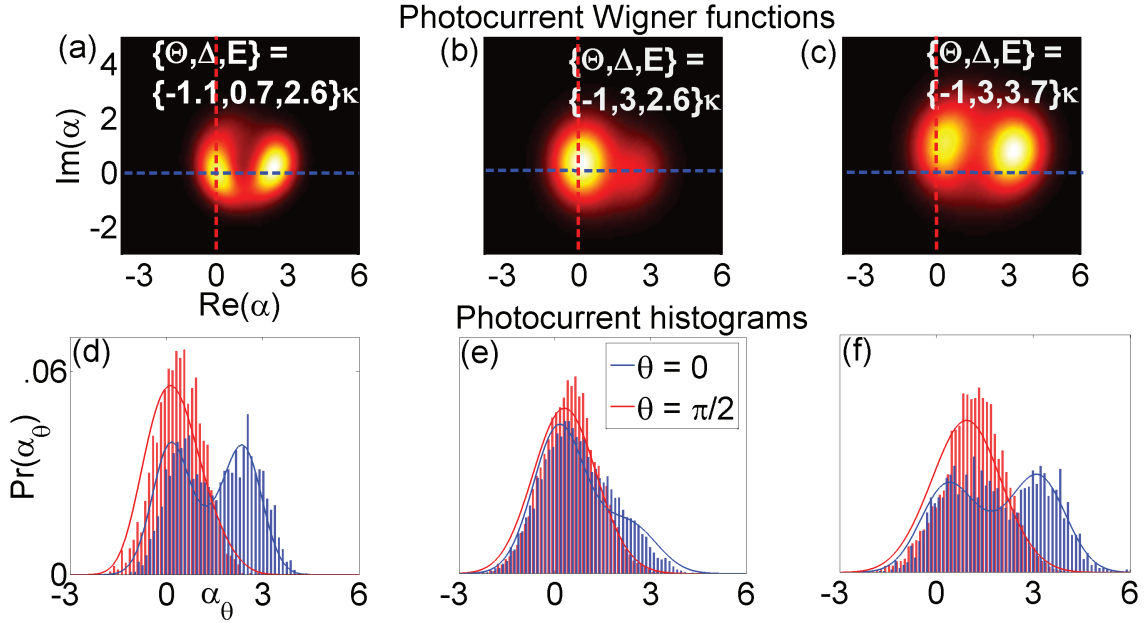 Photocurrent Wigner functions
(a)
{Θ,Δ,E} =
{-1.1,0.7,2.6}κ
(b)
{Θ,Δ,E} =
{-1,3,2.6}κ
(c)
{Θ,Δ,E} =
{-1,3,3.7}κ
Im(α)
4
2
0
-2
-3 0 3 6
Re(α)
-3 0 3 6
-3 0 3 6
Photocurrent histograms
(d)
(e)
θ = 0
θ = π/2
(f)
Pr(α_θ)
.06
0
-3 0 3 6
α_θ
-3 0 3 6
-3 0 3 6